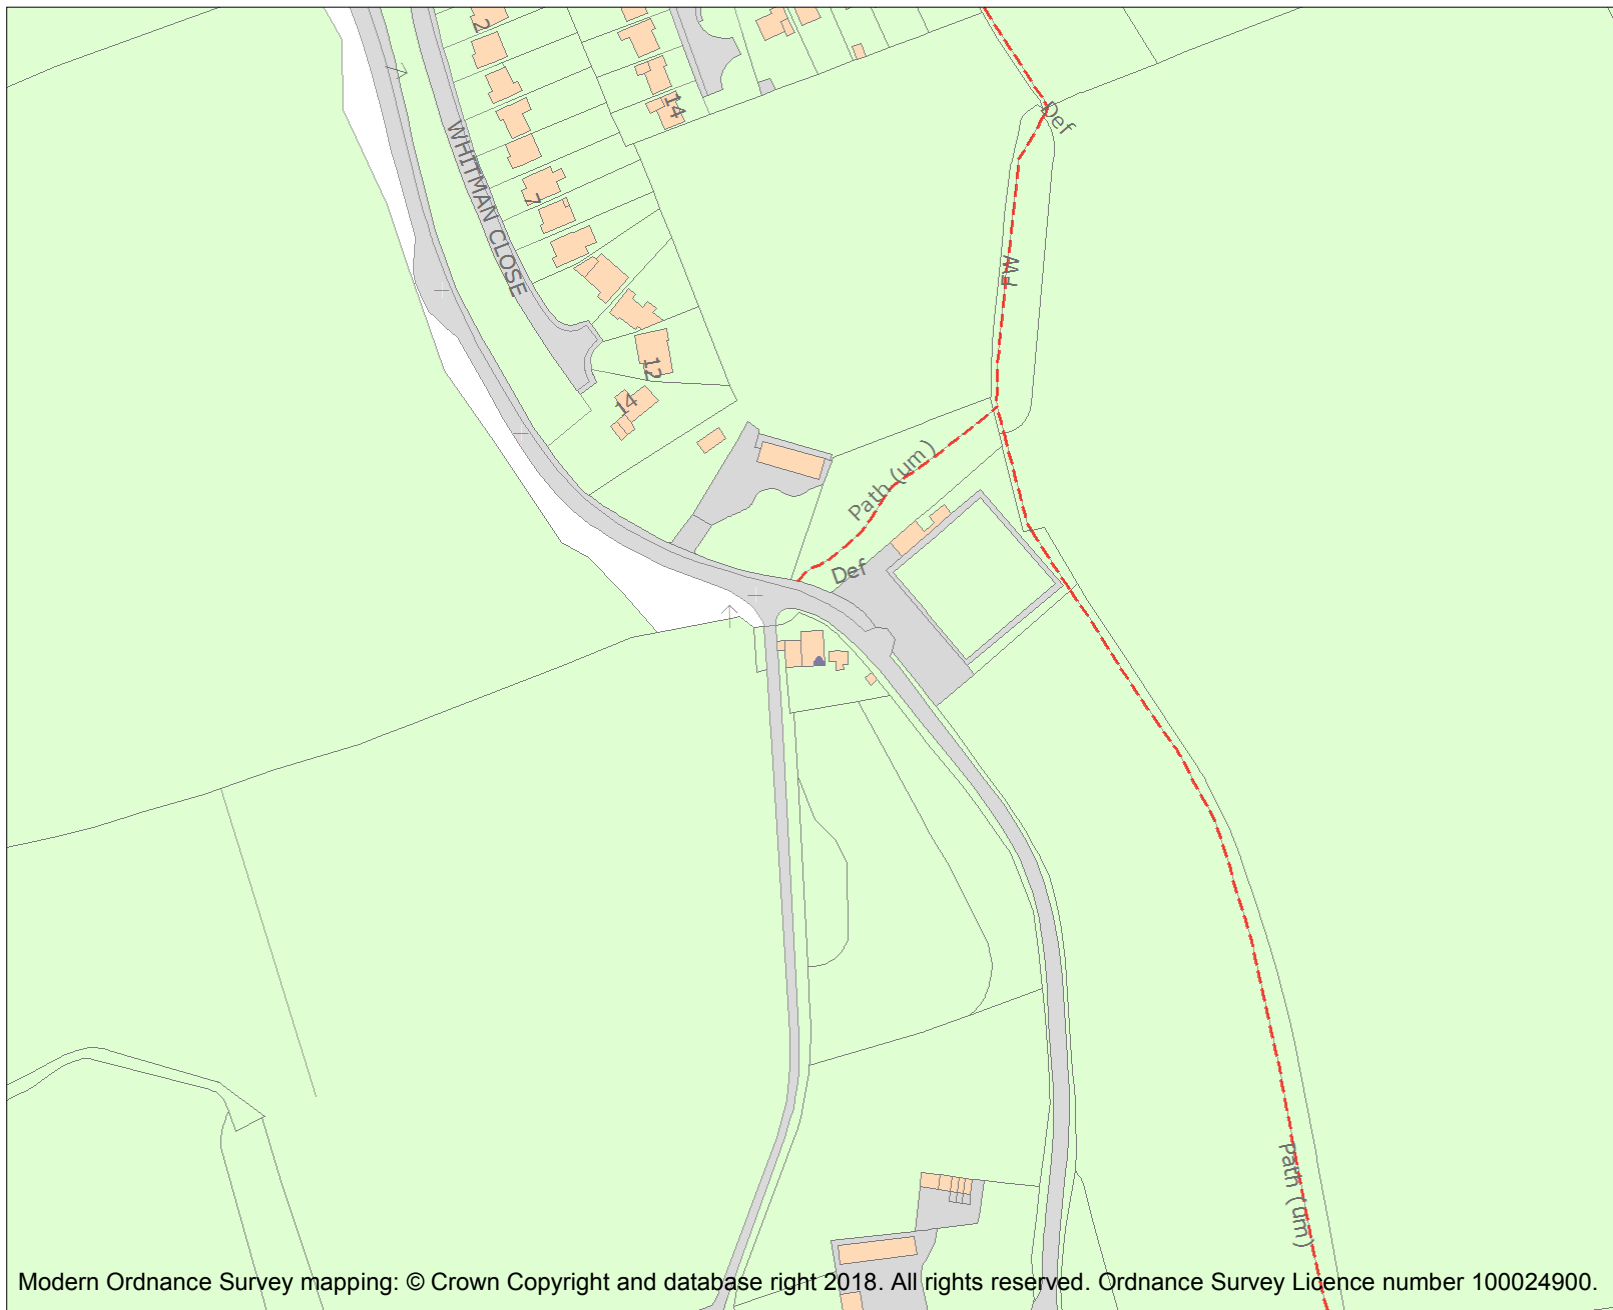 2
14
Def
WHITMAN CLOSE
7
FW
12
14
Path (um)
Def
Path (um)
Modern Ordnance Survey mapping: © Crown Copyright and database right 2018. All rights reserved. Ordnance Survey Licence number 100024900.